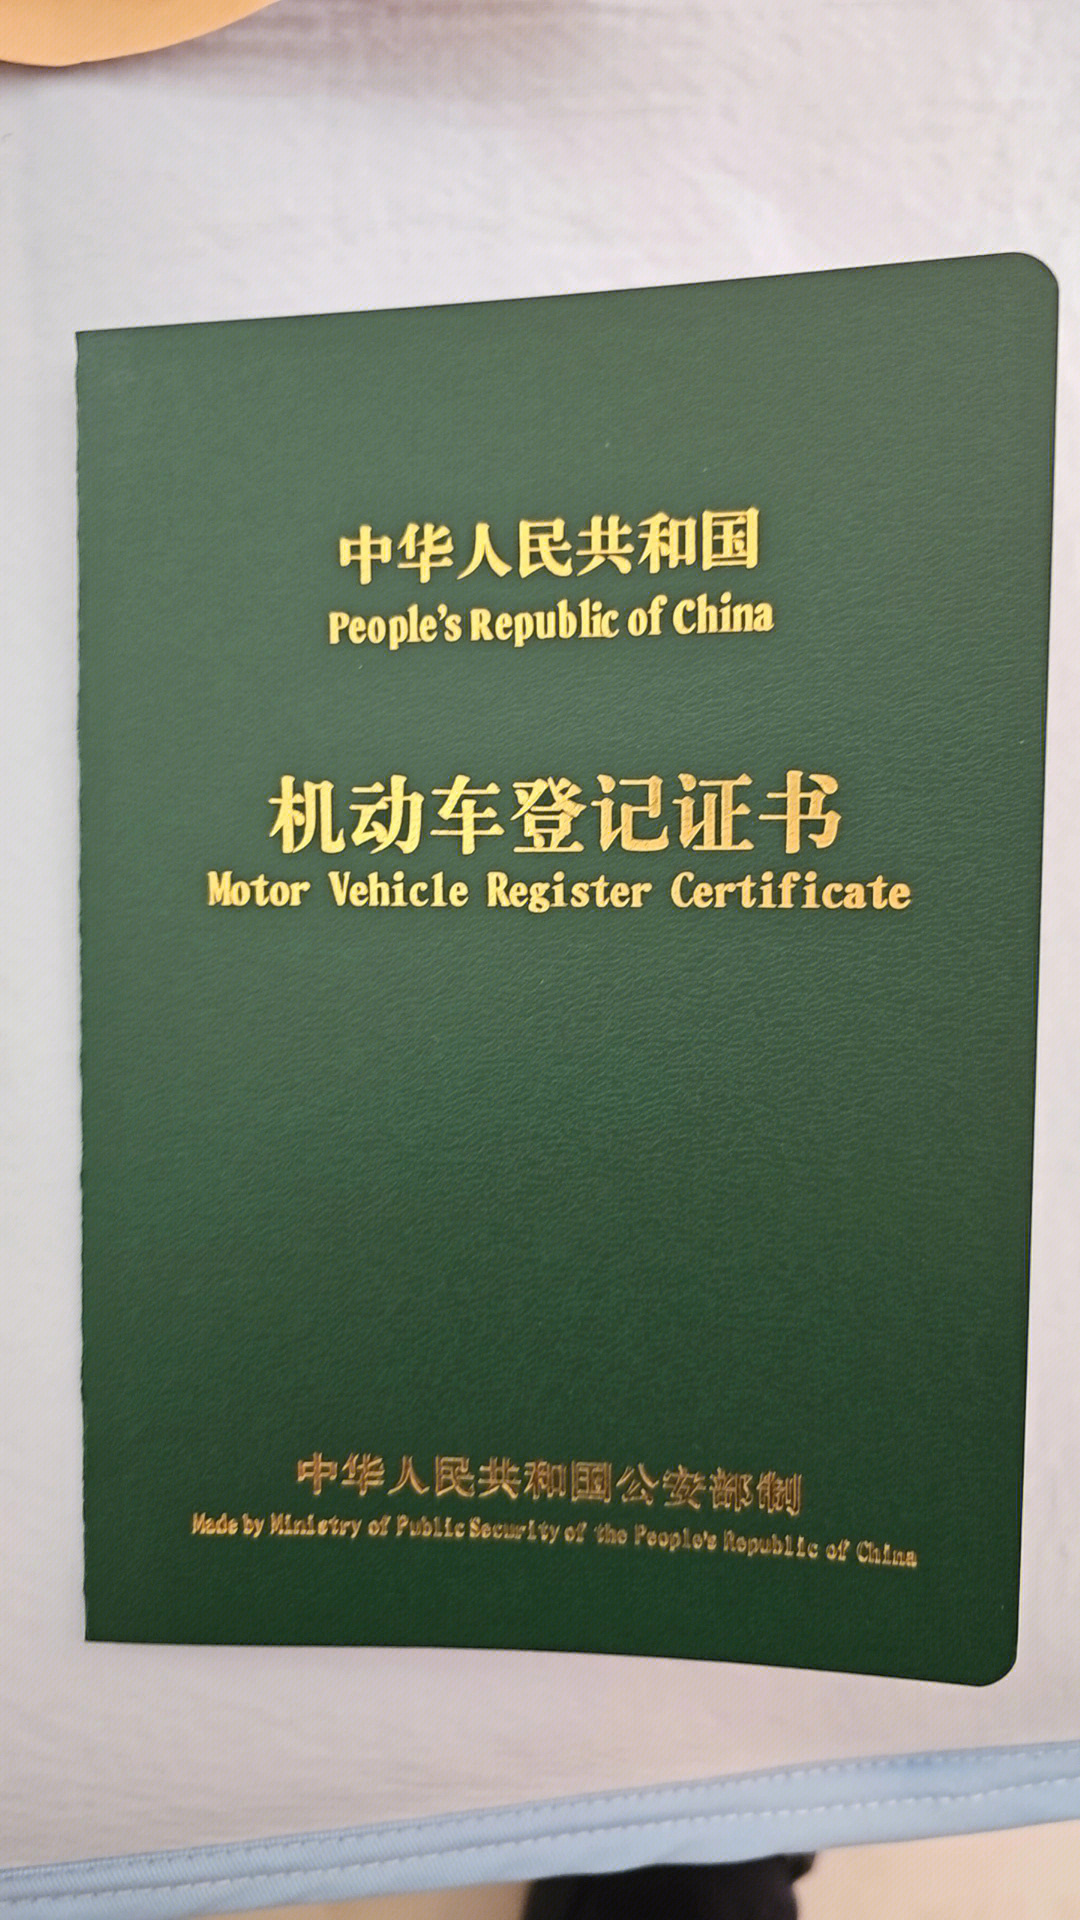 中华人民共和国
People's Republic of China
机动车登记证书
Motor Vehicle Register Certificate
中华人民共和国公安部制
Made by Ministry of Public Security of the People's Republic of China